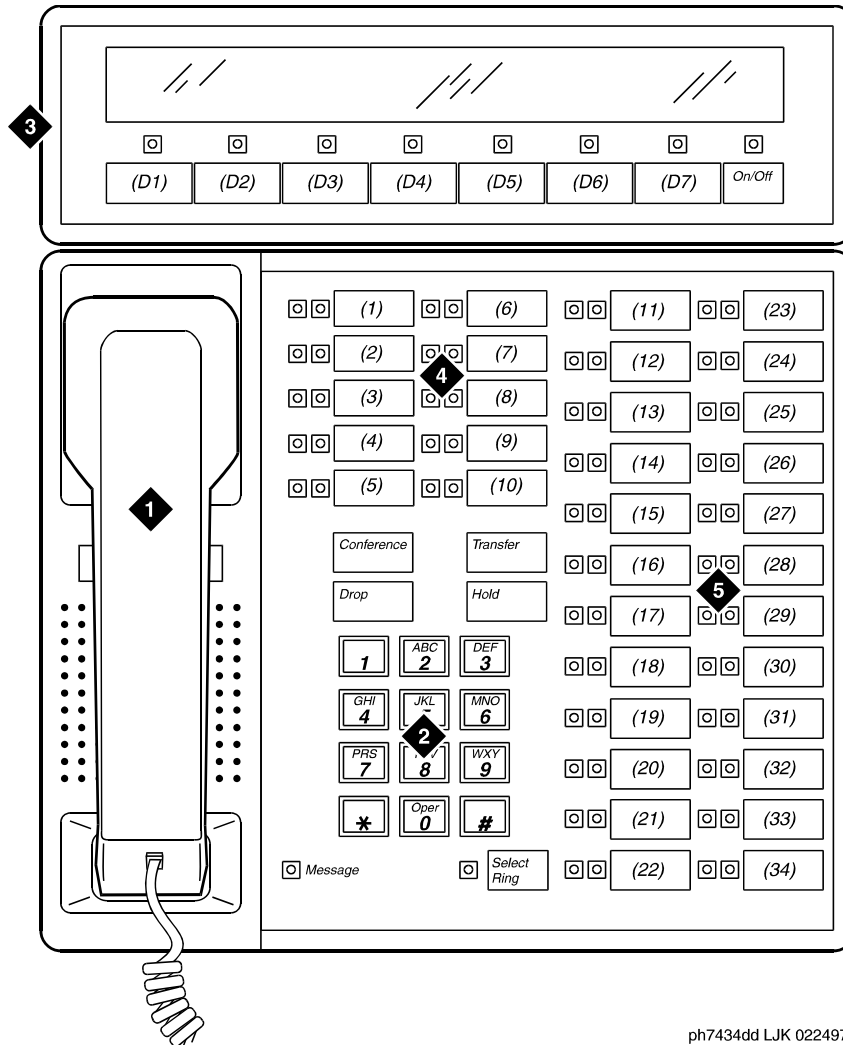 3
(D1) (D2) (D3) (D4) (D5) (D6) (D7) On/Off
(1) (6) (11) (23)
(2) (7) (12) (24)
4
(3) (8) (13) (25)
(4) (9) (14) (26)
(5) (10) (15) (27)
1
Conference Transfer (16) (28)
5
Drop Hold (17) (29)
1 ABC 2 DEF 3 (18) (30)
GHI 4 JKL MNO 6 (19) (31)
2
PRS 7 8 WXY 9 (20) (32)
* Oper 0 # (21) (33)
Message Select Ring (22) (34)
ph7434dd LJK 022497